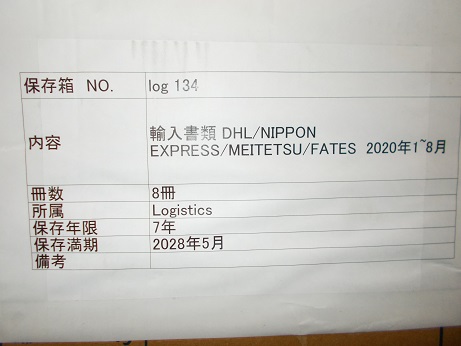 保存箱 NO. log 134
内容 輸入書類 DHL/NIPPON
EXPRESS/MEITETSU/FATES 2020年1~8月
冊数 8冊
所属 Logistics
保存年限 7年
保存満期 2028年5月
備考